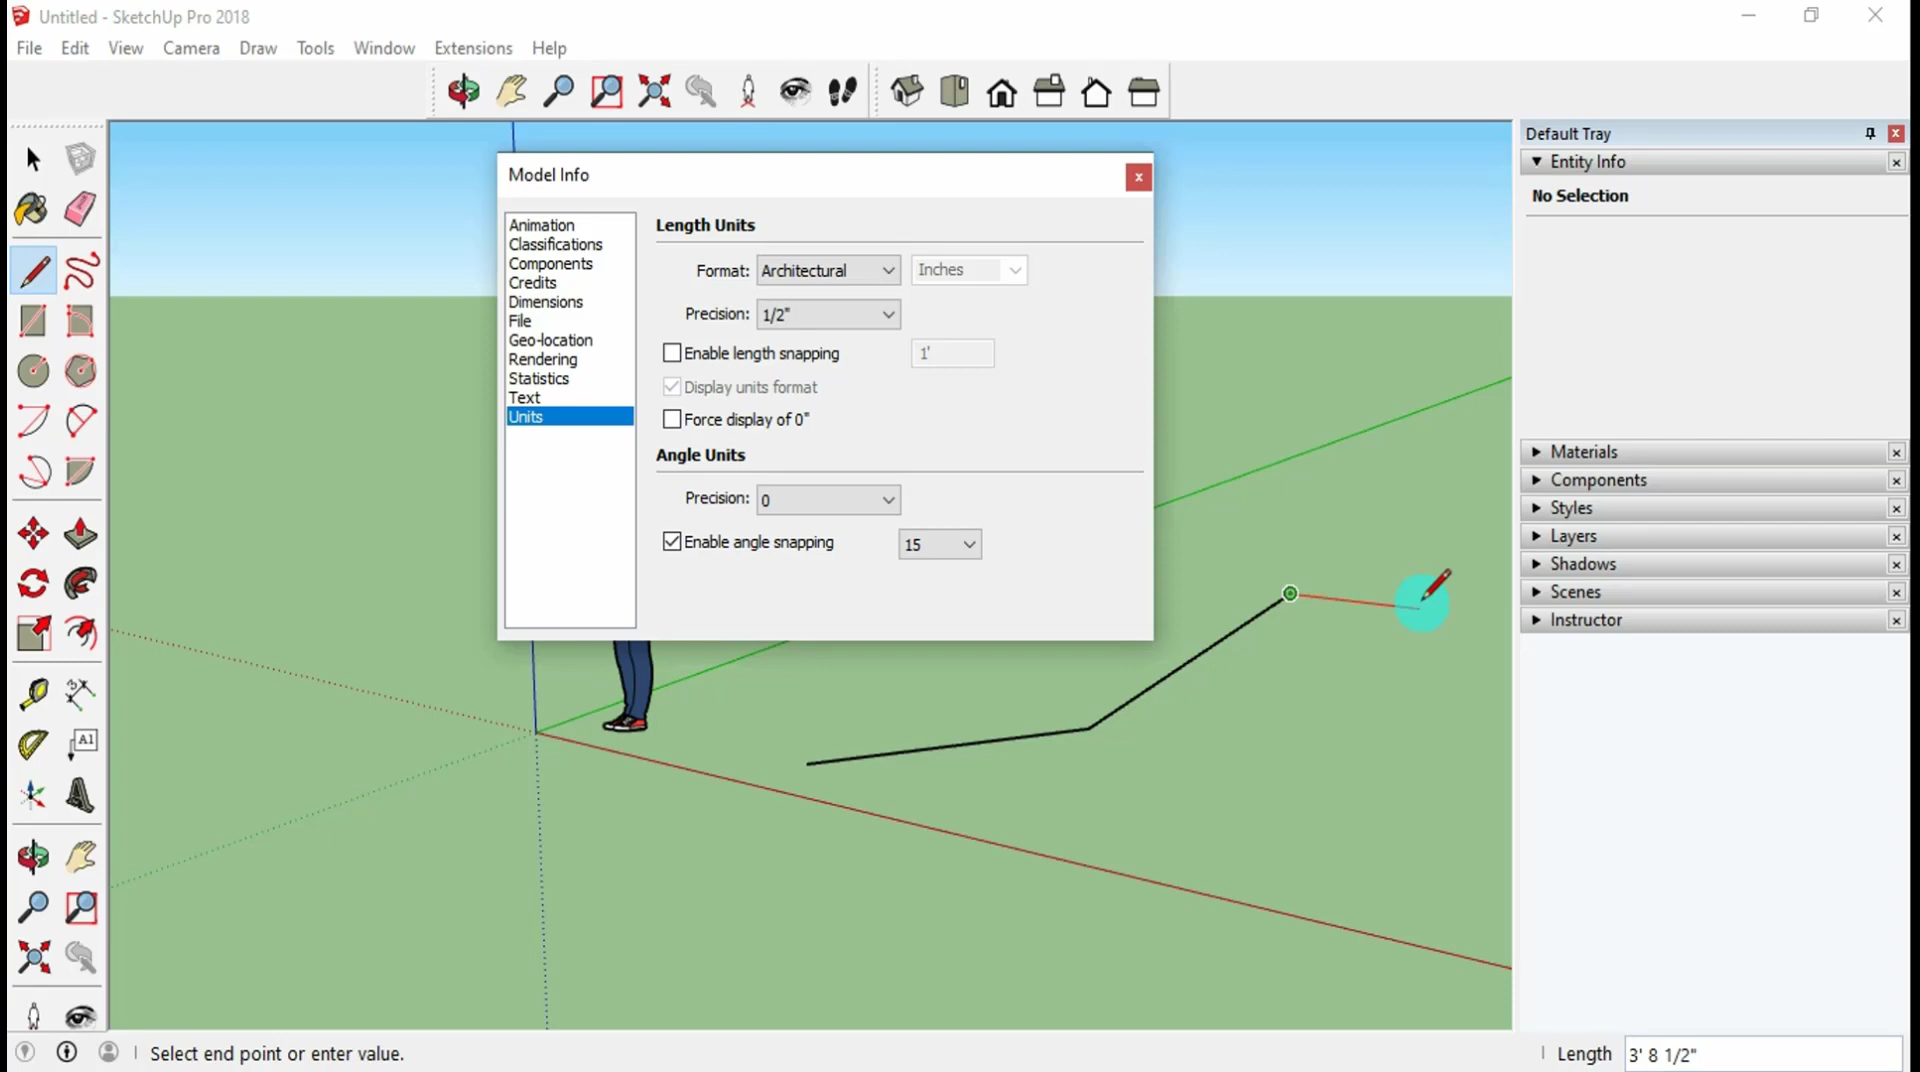 Untitled - SketchUp Pro 2018
File Edit View Camera Draw Tools Window Extensions Help
Default Tray
Entity Info
No Selection
Model Info
Animation
Classifications
Components
Credits
Dimensions
File
Geo-location
Rendering
Statistics
Text
Units
Length Units
Format: Architectural Inches
Precision: 1/2"
Enable length snapping 1'
Display units format
Force display of 0"
Angle Units
Precision: 0
Enable angle snapping 15
Materials
Components
Styles
Layers
Shadows
Scenes
Instructor
A1
Select end point or enter value.
Length 3' 8 1/2"